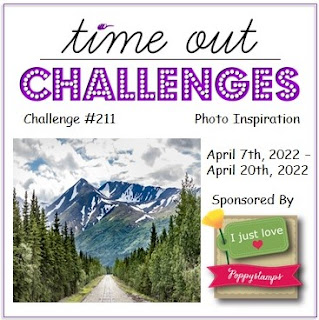 time out
CHALLENGES
Challenge #211 Photo Inspiration
April 7th, 2022 -
April 20th, 2022
Sponsored By
I just love
Poppystamps